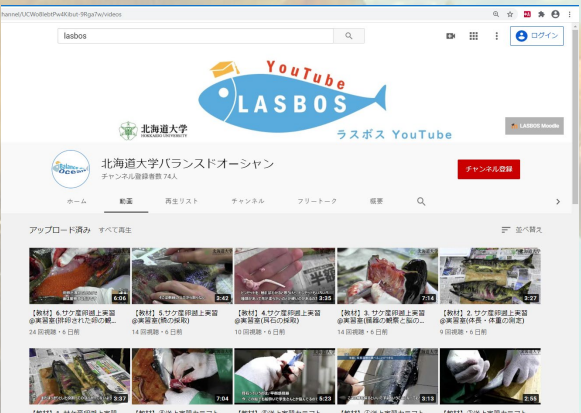 hannel/UCWo8lebtPw4Kibut-9Rga7w/videos
lasbos
ログイン
YouTube
LASBOS
北海道大学
HOKKAIDO UNIVERSITY
ラスボス YouTube
LASBOS Moodle
Balance
Ocean
北海道大学バランスドオーシャン
チャンネル登録者数 74人
チャンネル登録
ホーム 動画 再生リスト チャンネル フリートーク 概要
アップロード済み すべて再生 並べ替え
6:06 3:42 3:35 7:14 3:27
【教材】6.サケ産卵遡上実習
@実習室(排卵された卵の観...
24 回視聴・6 日前
【教材】5.サケ産卵遡上実習
@実習室(鱗の採取)
14 回視聴・6 日前
【教材】4.サケ産卵遡上実習
@実習室(耳石の採取)
10 回視聴・6 日前
【教材】3. サケ産卵遡上実習
@実習室(臓器の観察と脳の...
14 回視聴・6 日前
【教材】2. サケ産卵遡上実習
@実習室(体長・体重の測定)
9 回視聴・6 日前
3:37 7:04 5:23 3:13 2:55